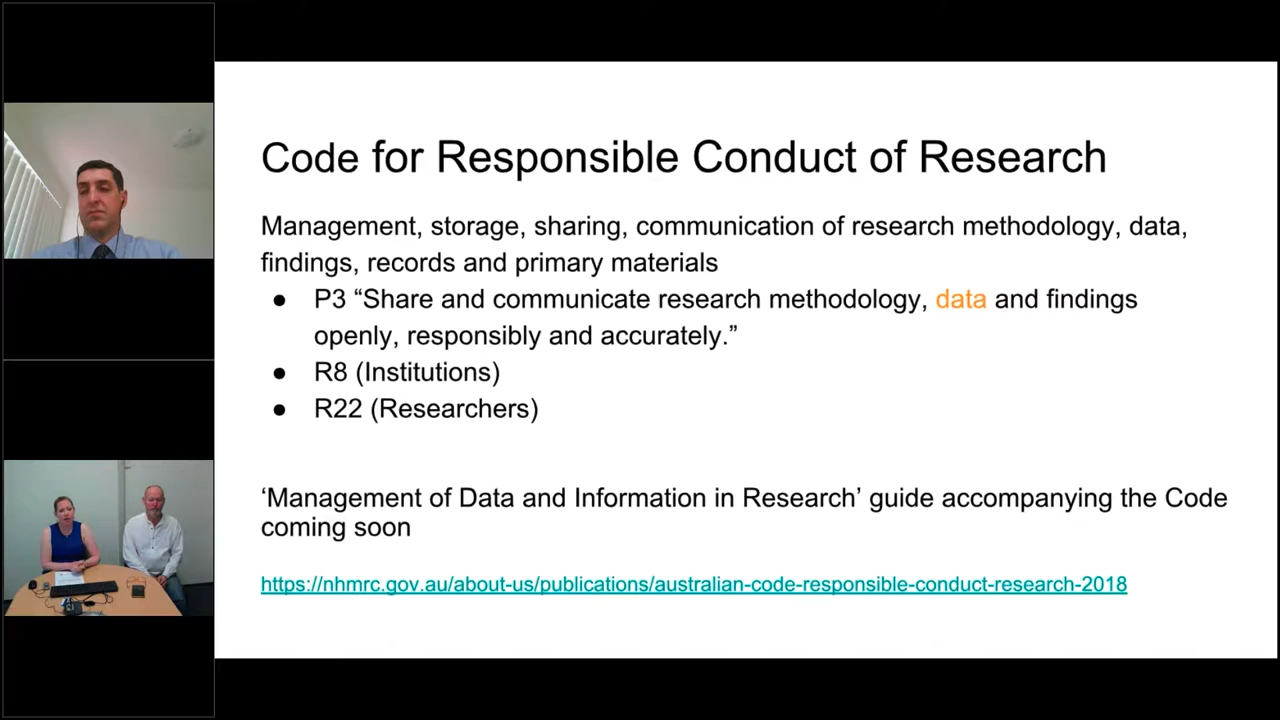 Code for Responsible Conduct of Research
Management, storage, sharing, communication of research methodology, data,
findings, records and primary materials
● P3 “Share and communicate research methodology, data and findings
openly, responsibly and accurately.”
● R8 (Institutions)
● R22 (Researchers)
‘Management of Data and Information in Research’ guide accompanying the Code
coming soon
https://nhmrc.gov.au/about-us/publications/australian-code-responsible-conduct-research-2018